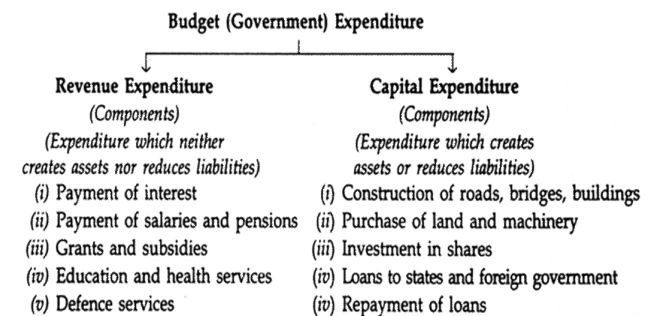 Budget (Government) Expenditure
Revenue Expenditure
(Components)
(Expenditure which neither
creates assets nor reduces liabilities)
(i) Payment of interest
(ii) Payment of salaries and pensions
(iii) Grants and subsidies
(iv) Education and health services
(v) Defence services
Capital Expenditure
(Components)
(Expenditure which creates
assets or reduces liabilities)
(i) Construction of roads, bridges, buildings
(ii) Purchase of land and machinery
(iii) Investment in shares
(iv) Loans to states and foreign government
(iv) Repayment of loans